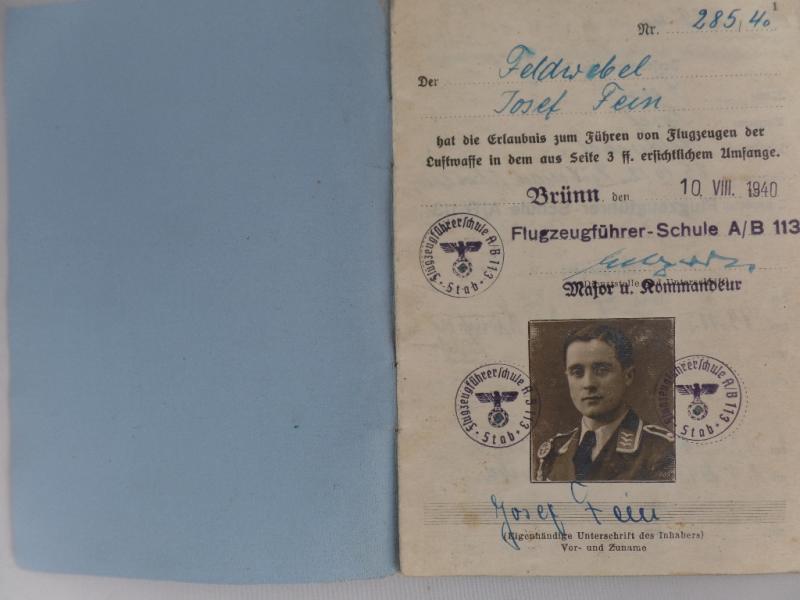 1
Nr. 285/40
Der Feldwebel
Josef Fein
hat die Erlaubnis zum Führen von Flugzeugen der
Luftwaffe in dem aus Seite 3 ff. ersichtlichem Umfange.
Brünn, den 10. VIII. 1940
Flugzeugführer-Schule A/B 113
Flugzeugführerschule A/B 113
Stab
Major u. Kommandeur
Flugzeugführerschule A/B 113
Stab
Flugzeugführerschule A/B 113
Stab
Josef Fein
(Eigenhändige Unterschrift des Inhabers)
Vor- und Zuname